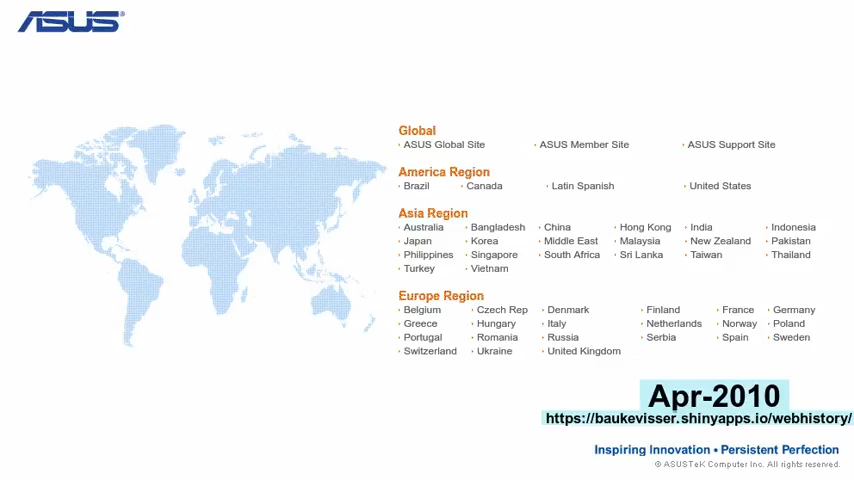 ASUS®
Global
ASUS Global Site ASUS Member Site ASUS Support Site
America Region
Brazil Canada Latin Spanish United States
Asia Region
Australia Bangladesh China Hong Kong India Indonesia
Japan Korea Middle East Malaysia New Zealand Pakistan
Philippines Singapore South Africa Sri Lanka Taiwan Thailand
Turkey Vietnam
Europe Region
Belgium Czech Rep Denmark Finland France Germany
Greece Hungary Italy Netherlands Norway Poland
Portugal Romania Russia Serbia Spain Sweden
Switzerland Ukraine United Kingdom
Apr-2010
https://baukevisser.shinyapps.io/webhistory/
Inspiring Innovation • Persistent Perfection
© ASUSTeK Computer Inc. All rights reserved.